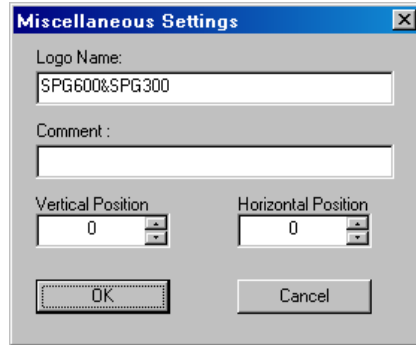 Miscellaneous Settings
Logo Name:
SPG600&SPG300
Comment :
Vertical Position Horizontal Position
0 0
OK Cancel